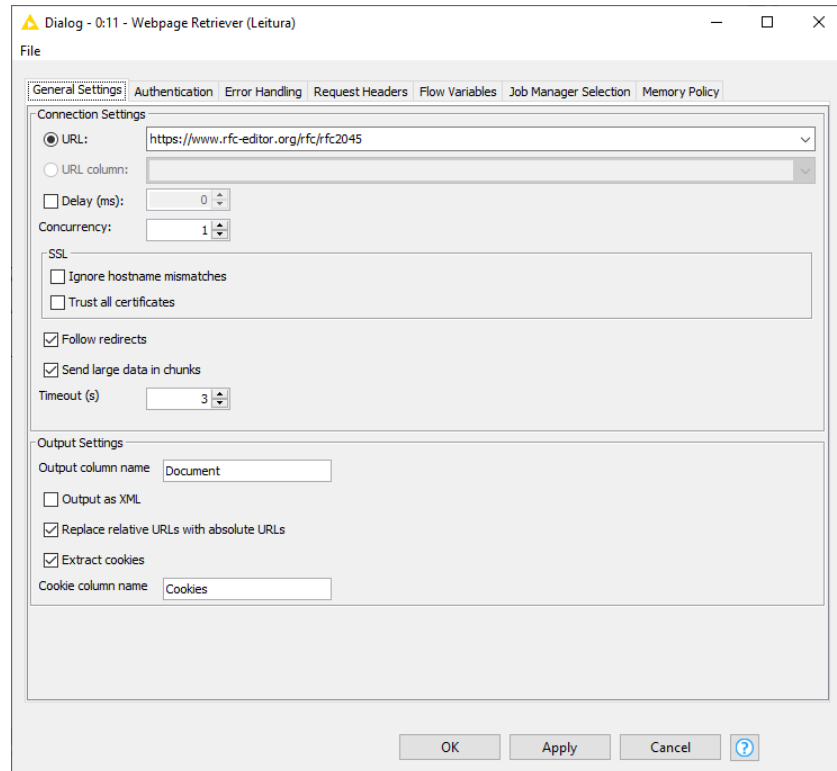 Dialog - 0:11 - Webpage Retriever (Leitura)
File
General Settings Authentication Error Handling Request Headers Flow Variables Job Manager Selection Memory Policy
Connection Settings
URL: https://www.rfc-editor.org/rfc/rfc2045
URL column:
Delay (ms): 0
Concurrency: 1
SSL
Ignore hostname mismatches
Trust all certificates
Follow redirects
Send large data in chunks
Timeout (s) 3
Output Settings
Output column name Document
Output as XML
Replace relative URLs with absolute URLs
Extract cookies
Cookie column name Cookies
OK Apply Cancel ?